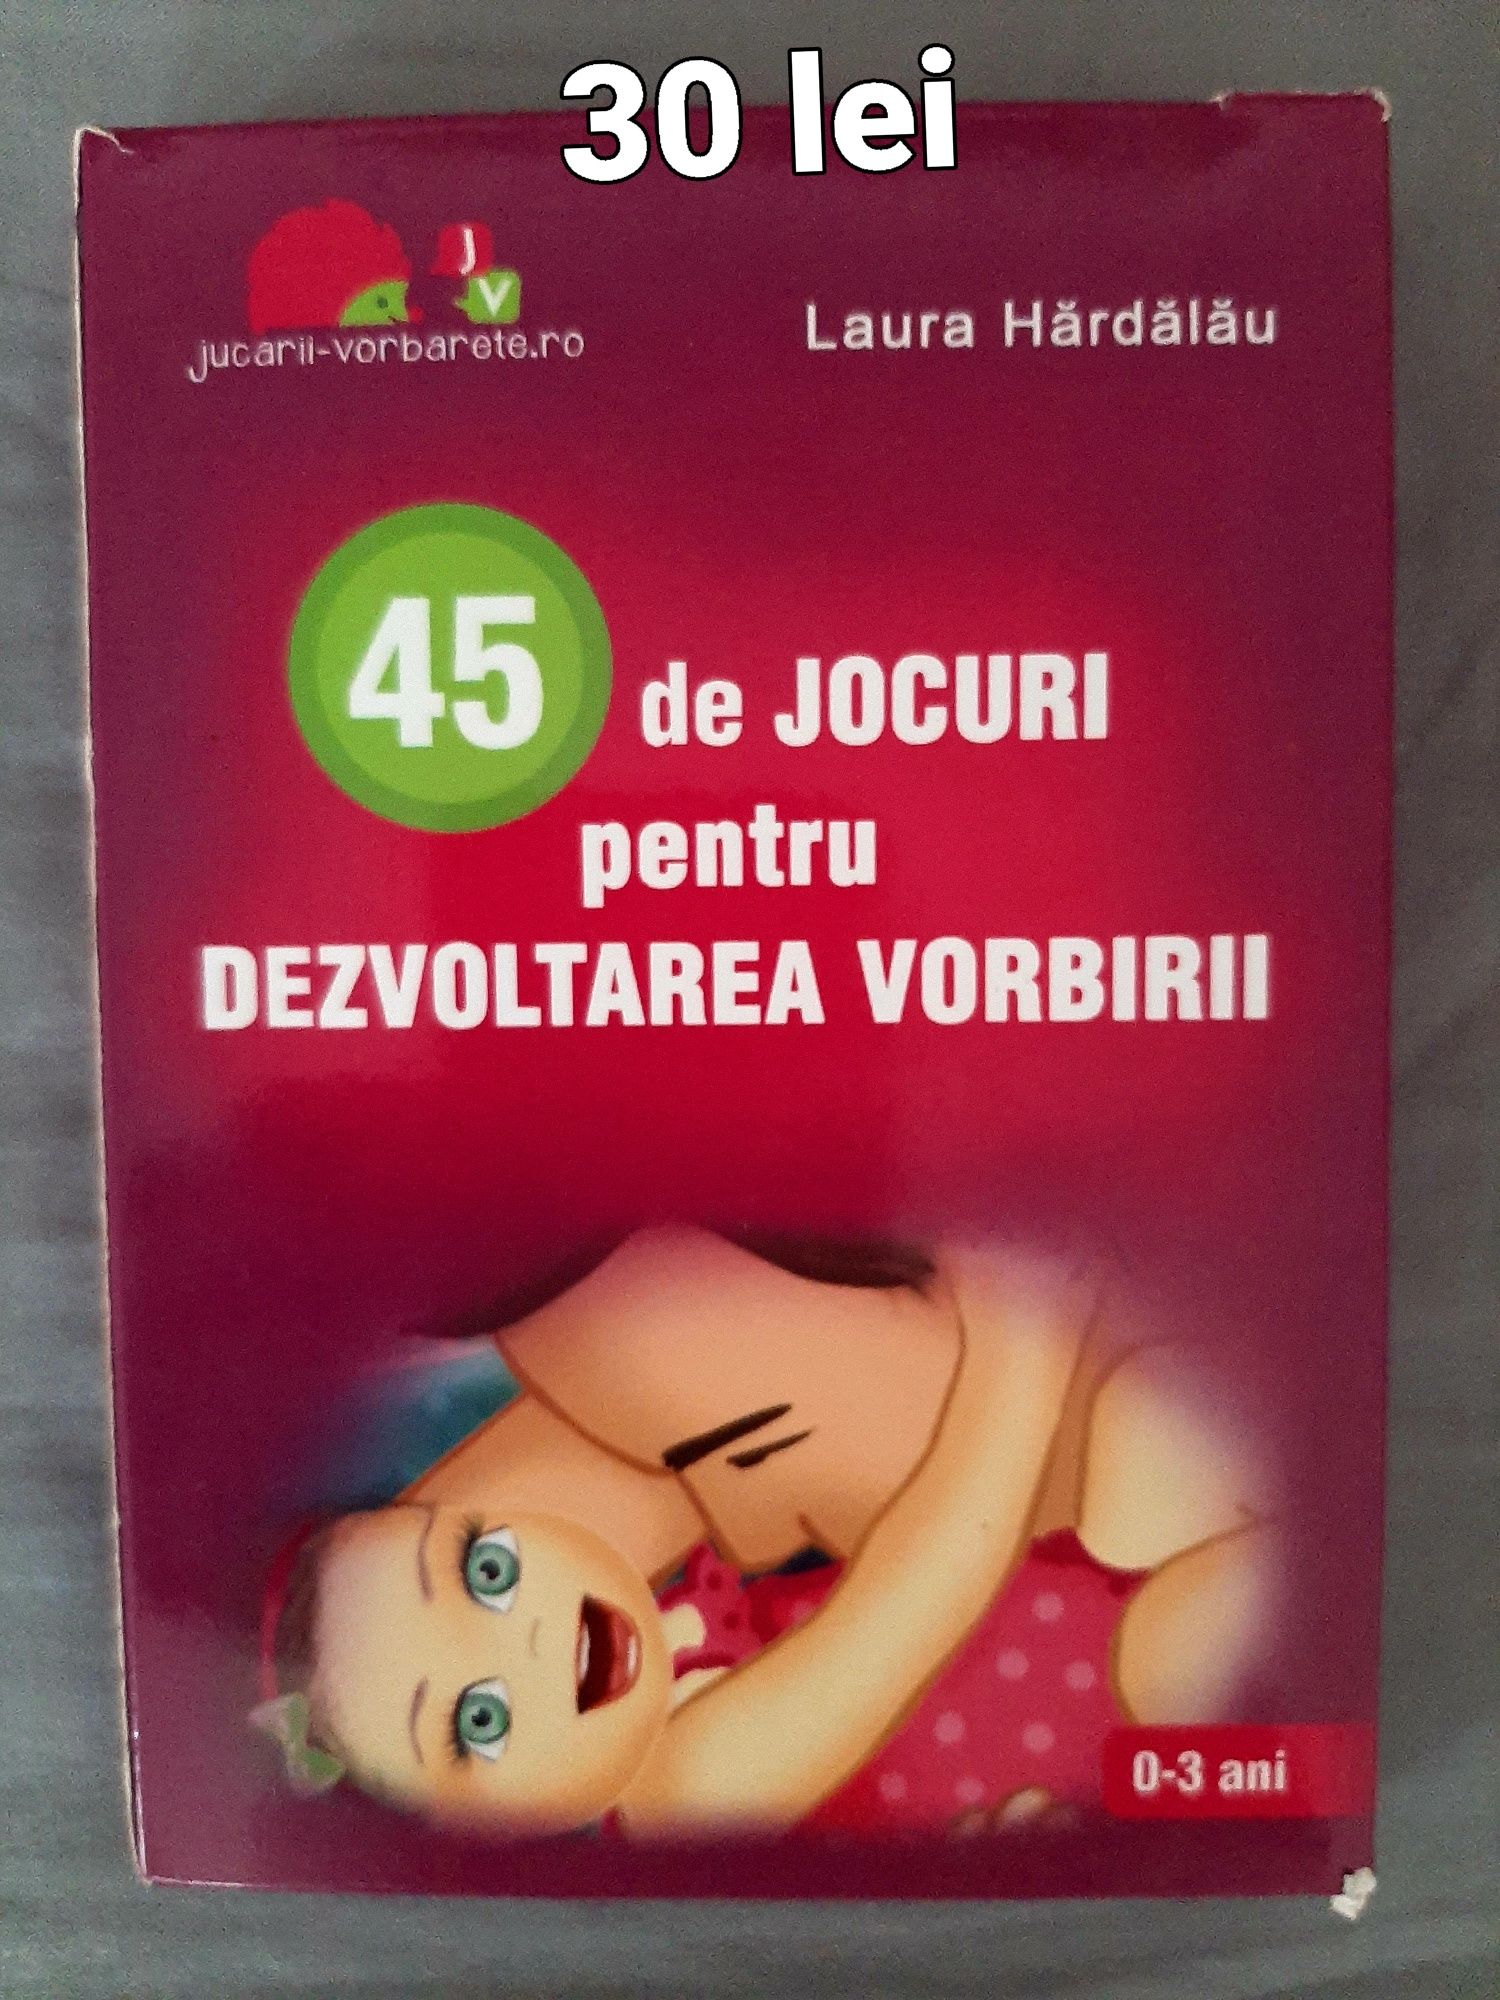 30 lei
J
V
jucarii-vorbarete.ro
Laura Hărdălău
45 de JOCURI
pentru
DEZVOLTAREA VORBIRII
0-3 ani